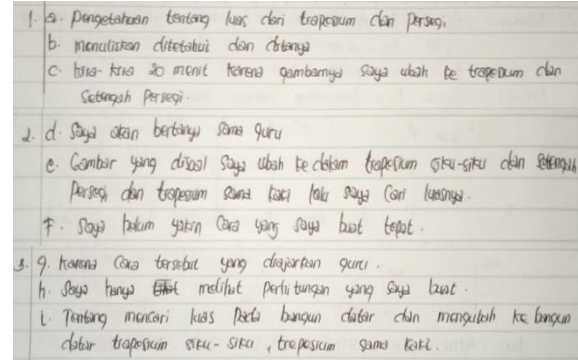 1. a. Pengetahuan tentang luas dari trapesium dan Persegi.
b. menuliskan diketahui dan ditanya
c. kira-kira 20 menit karena gambarnya saya ubah ke trapesium dan
Setengah Persegi.
2. d. Saya akan bertanya sama guru
e. Gambar yang disoal saya ubah ke dalam trapesium siku-siku dan setengah
Persegi dan trapesium sama kaki lalu saya cari luasnya.
f. Saya belum yakin cara yang saya buat tepat.
3. g. Karena cara tersebut yang diajarkan guru.
h. Saya hanya melihat perhitungan yang saya buat.
i. Tentang mencari luas Pada bangun datar dan mengubah ke bangun
datar trapesium siku-siku, trapesium sama kaki.